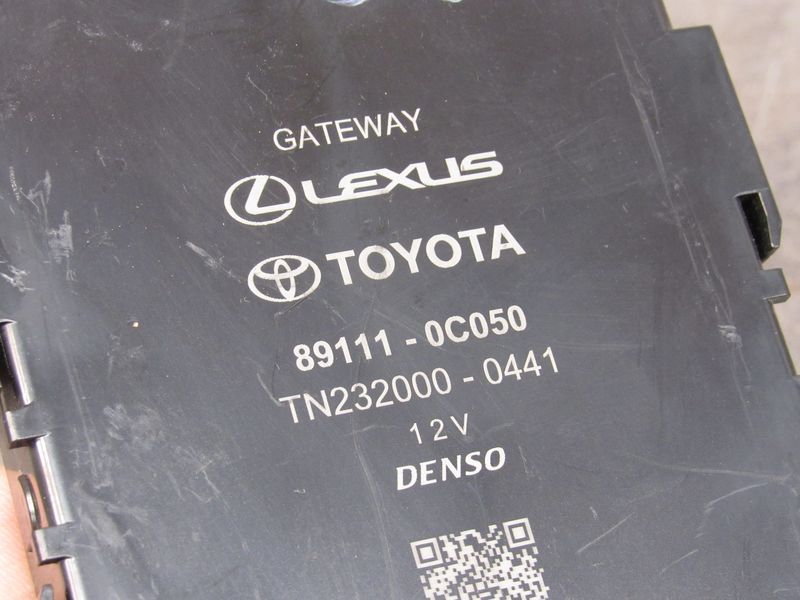 GATEWAY
LEXUS
TOYOTA
89111 - 0C050
TN232000 - 0441
12V
DENSO